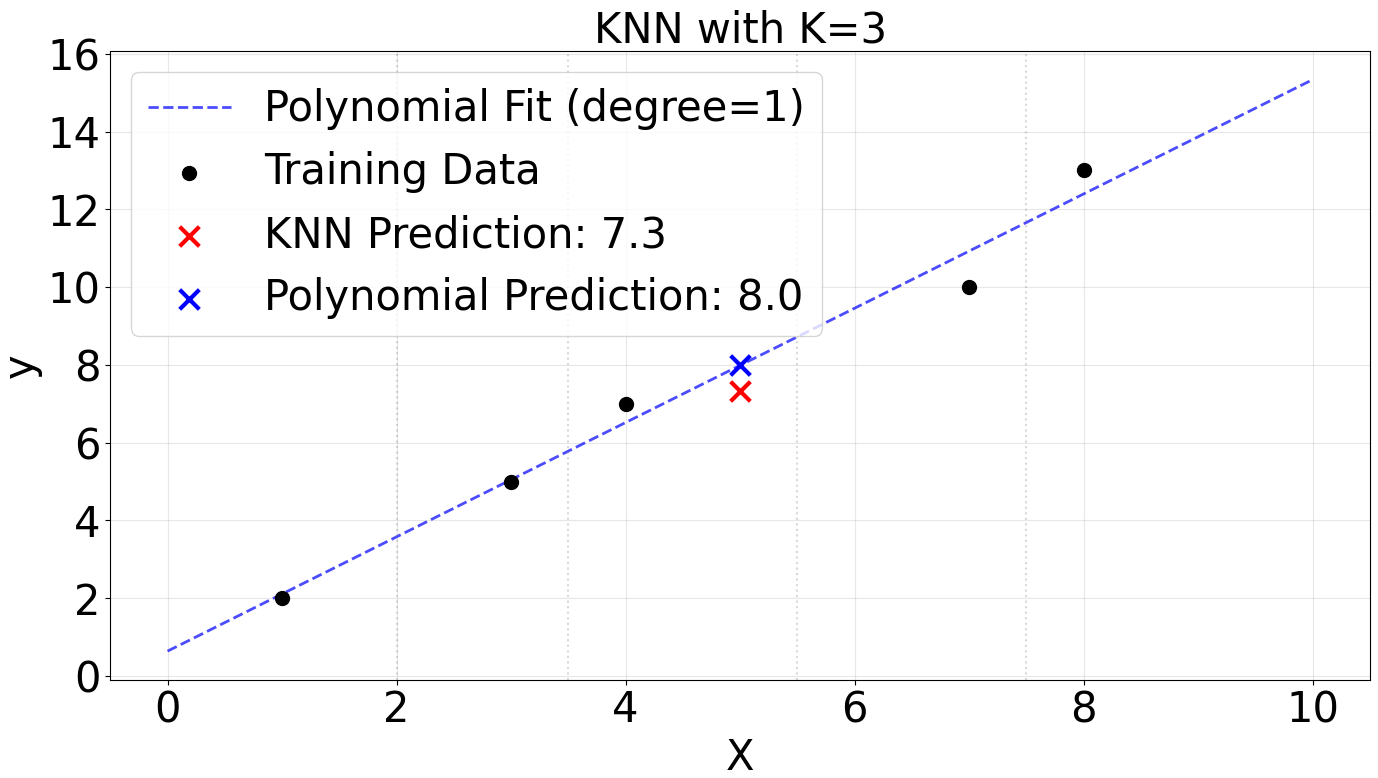 KNN with K=3
16
14
12
10
8
6
4
2
0
y
Polynomial Fit (degree=1)
Training Data
KNN Prediction: 7.3
Polynomial Prediction: 8.0
0 2 4 6 8 10
X